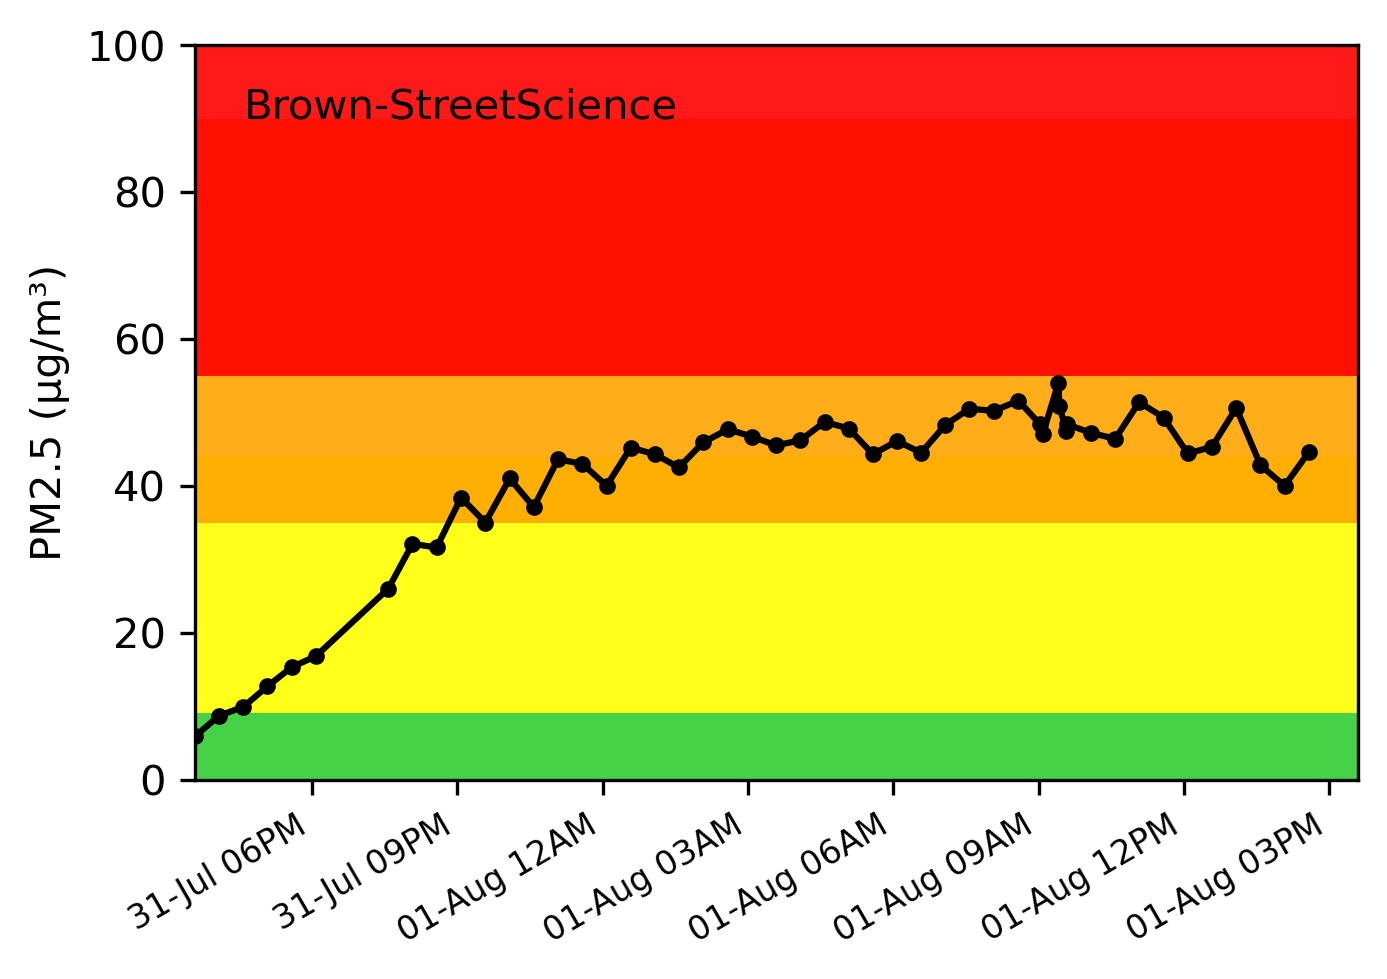 Brown-StreetScience
PM2.5 (µg/m³)
100
80
60
40
20
0
31-Jul 06PM
31-Jul 09PM
01-Aug 12AM
01-Aug 03AM
01-Aug 06AM
01-Aug 09AM
01-Aug 12PM
01-Aug 03PM